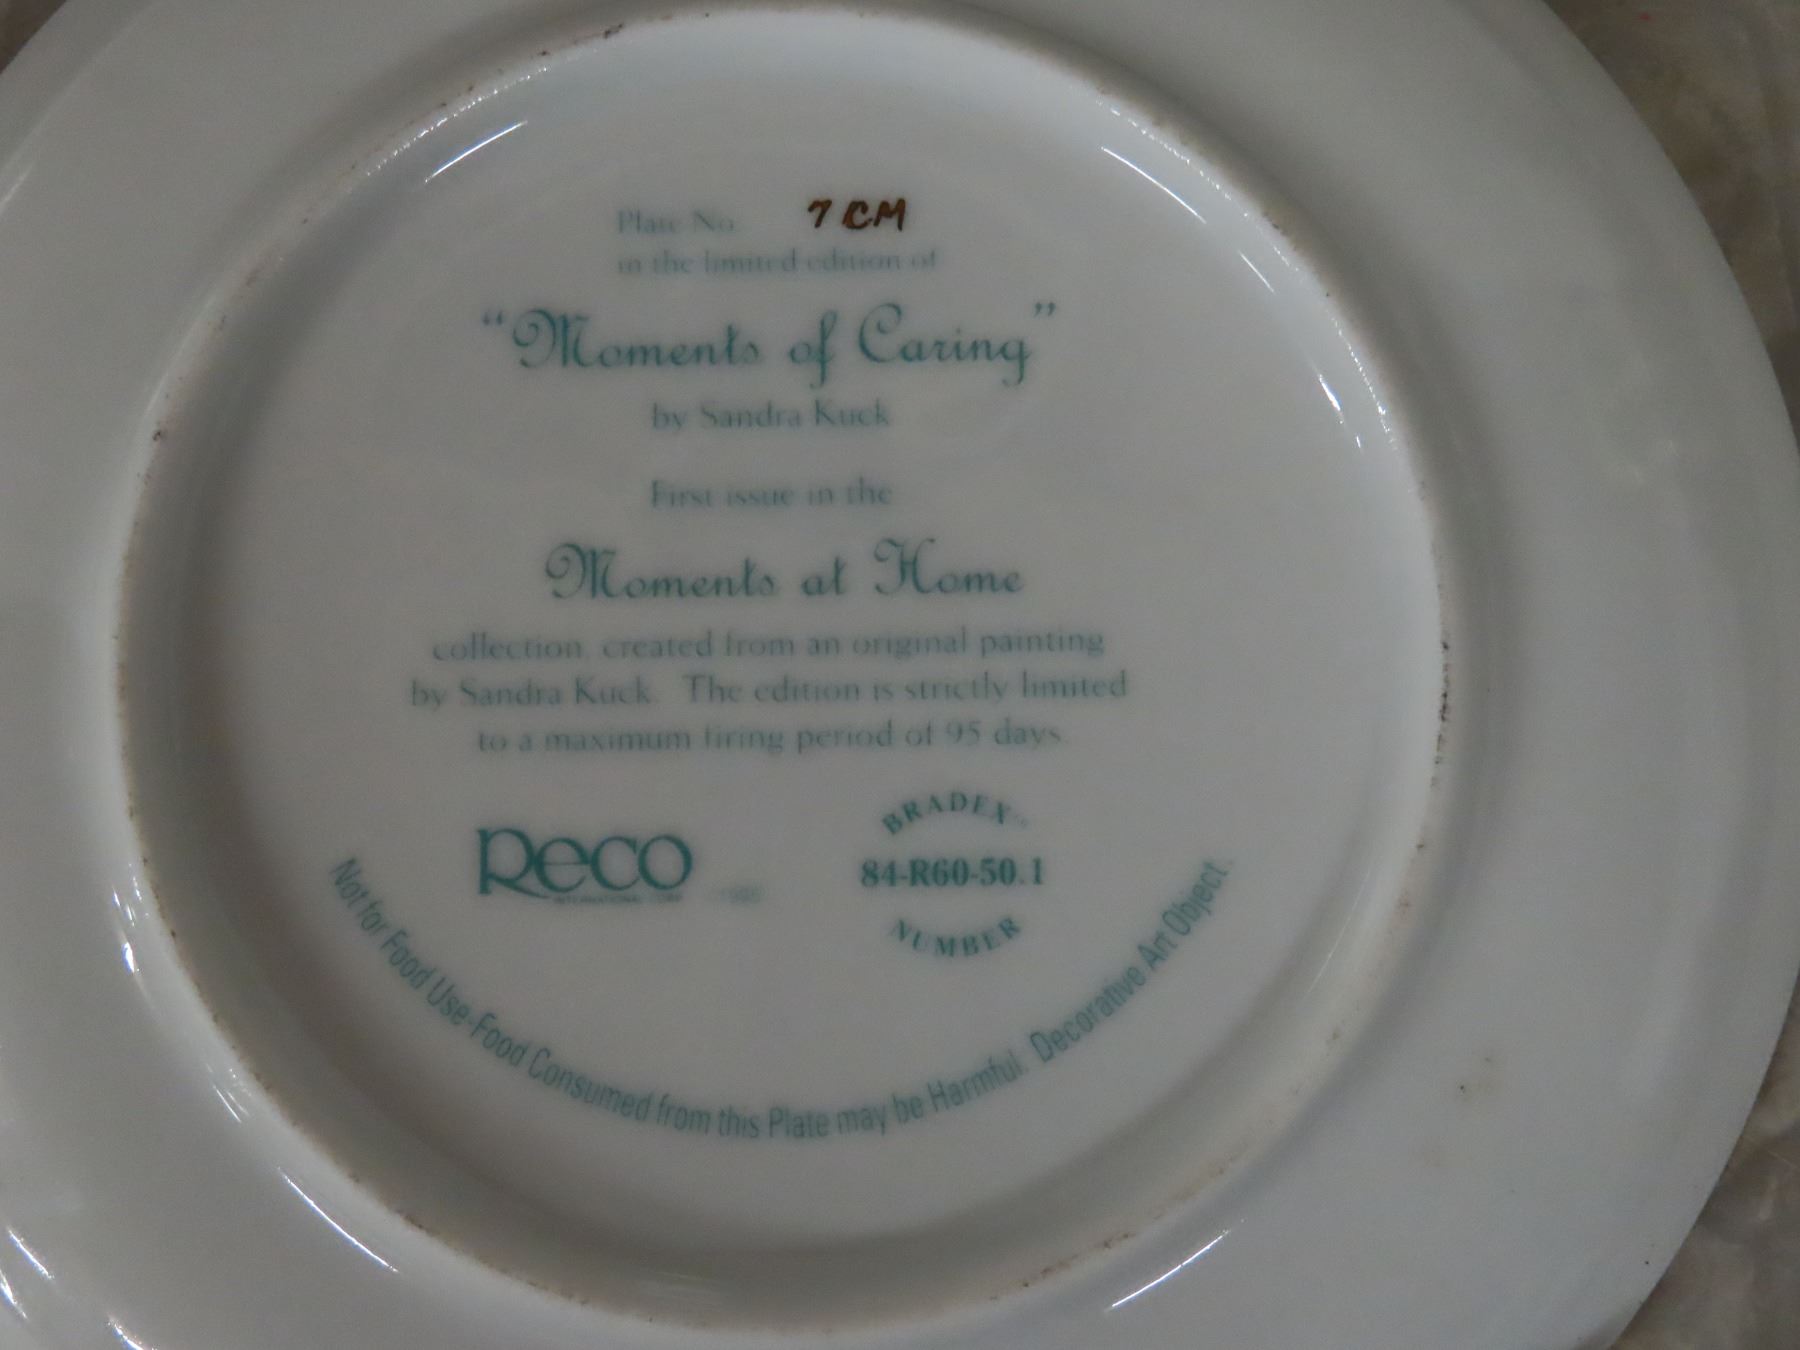 Plate No. 7CM
in the limited edition of
"Moments of Caring"
by Sandra Kuck
First issue in the
Moments at Home
collection, created from an original painting
by Sandra Kuck. The edition is strictly limited
to a maximum firing period of 95 days.
Reco
INTERNATIONAL CORP.
BRADEX
84-R60-50.1
NUMBER
Not for Food Use-Food Consumed from this Plate may be Harmful. Decorative Art Object.